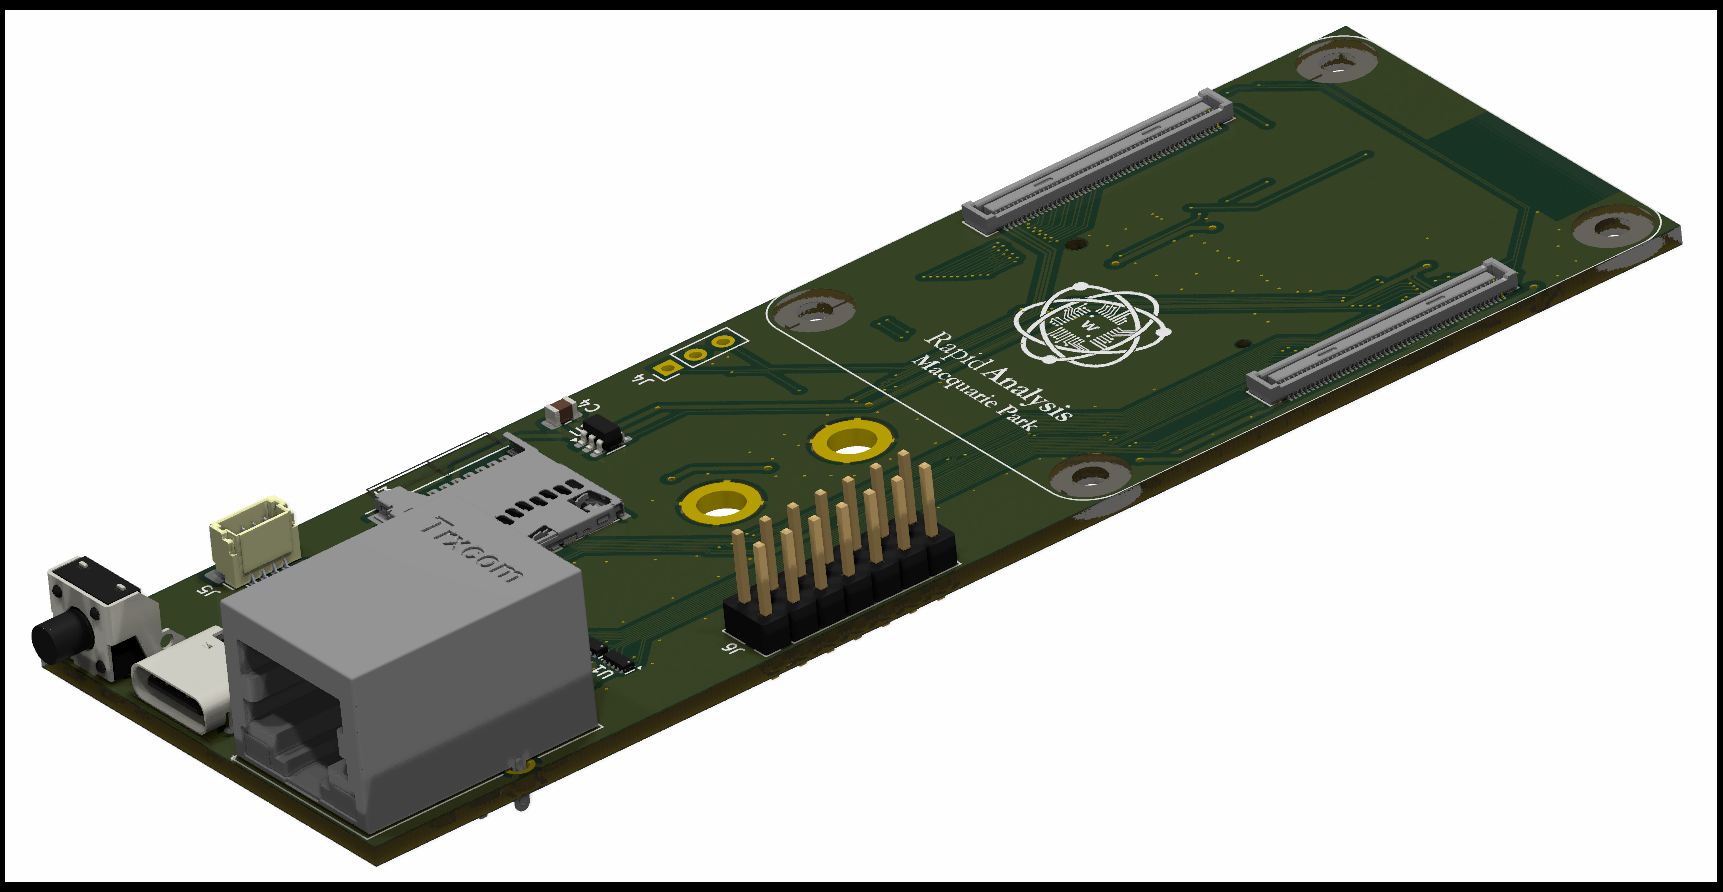 W
Rapid Analysis
Macquarie Park
J4
C4
Trxcom
J5
J6
U1